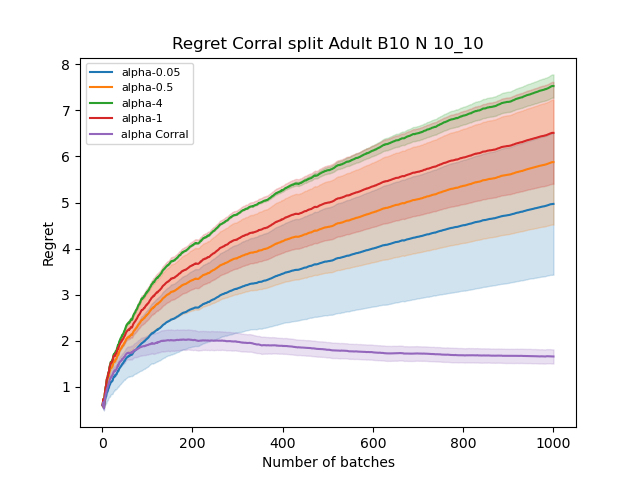 Regret Corral split Adult B10 N 10_10
alpha-0.05
alpha-0.5
alpha-4
alpha-1
alpha Corral
8
7
6
5
4
3
2
1
Regret
0
200
400
600
800
1000
Number of batches